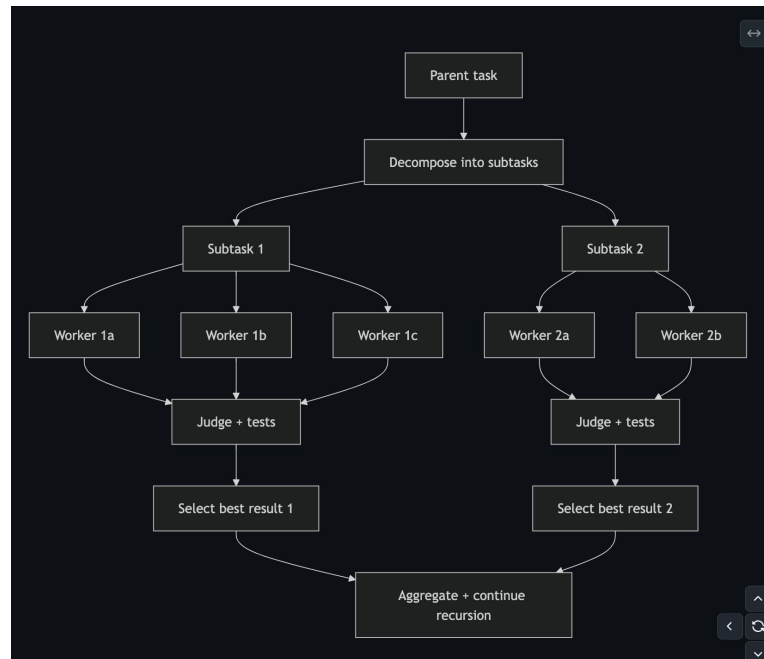 Parent task
Decompose into subtasks
Subtask 1
Subtask 2
Worker 1a
Worker 1b
Worker 1c
Worker 2a
Worker 2b
Judge + tests
Judge + tests
Select best result 1
Select best result 2
Aggregate + continue
recursion